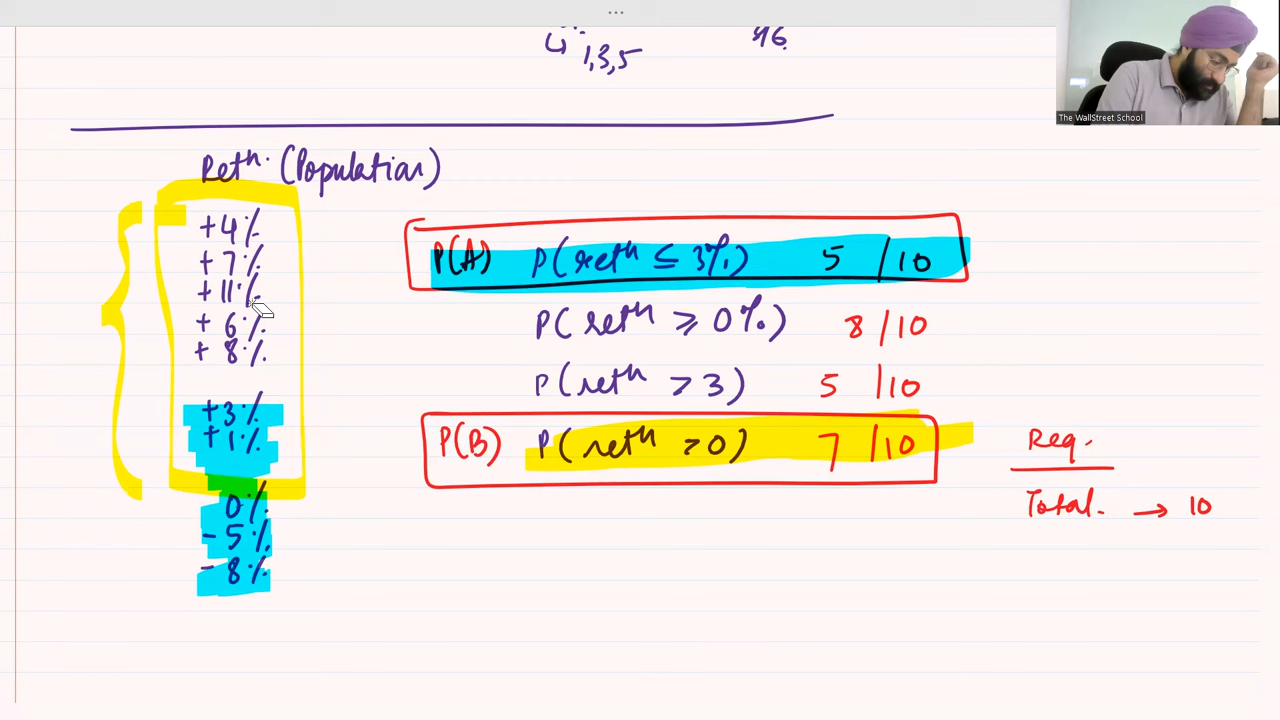 1,3,5
The WallStreet School
Retn. (Population)
+4%
+7%
+11%
+6%
+8%
+3%
+1%
0%
-5%
-8%
P(A) P(retn ≤ 3%) 5 /10
P(retn ≥ 0%) 8 /10
P(retn > 3) 5 /10
P(B) P(retn >0) 7 /10
Req.
Total. → 10